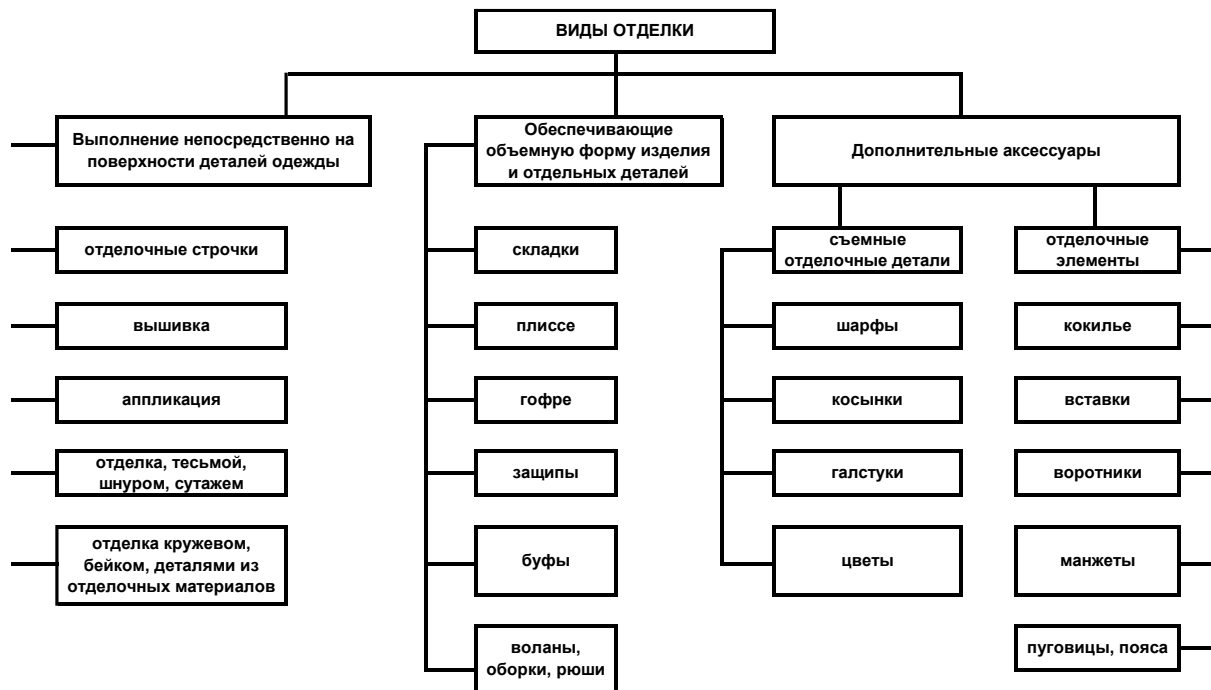 ВИДЫ ОТДЕЛКИ
Выполнение непосредственно на
поверхности деталей одежды
отделочные строчки
вышивка
аппликация
отделка, тесьмой,
шнуром, сутажем
отделка кружевом,
бейком, деталями из
отделочных материалов
Обеспечивающие
объемную форму изделия
и отдельных деталей
складки
плиссе
гофре
защипы
буфы
воланы,
оборки, рюши
Дополнительные аксессуары
съемные
отделочные детали
шарфы
косынки
галстуки
цветы
отделочные
элементы
кокилье
вставки
воротники
манжеты
пуговицы, пояса